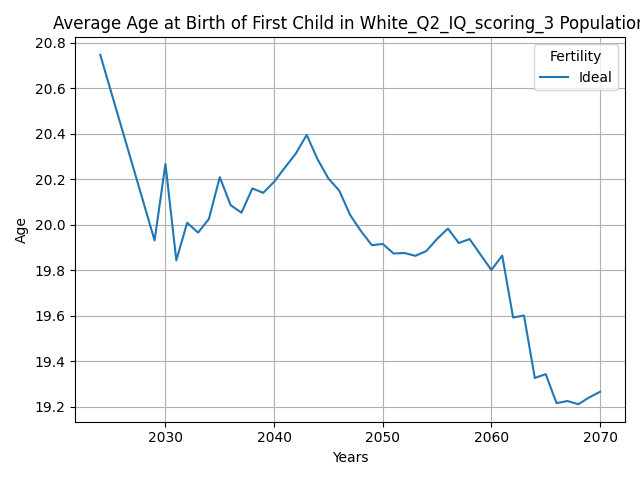 Average Age at Birth of First Child in White_Q2_IQ_scoring_3 Population
Fertility
Ideal
20.8
20.6
20.4
20.2
20.0
19.8
19.6
19.4
19.2
Age
2030 2040 2050 2060 2070
Years